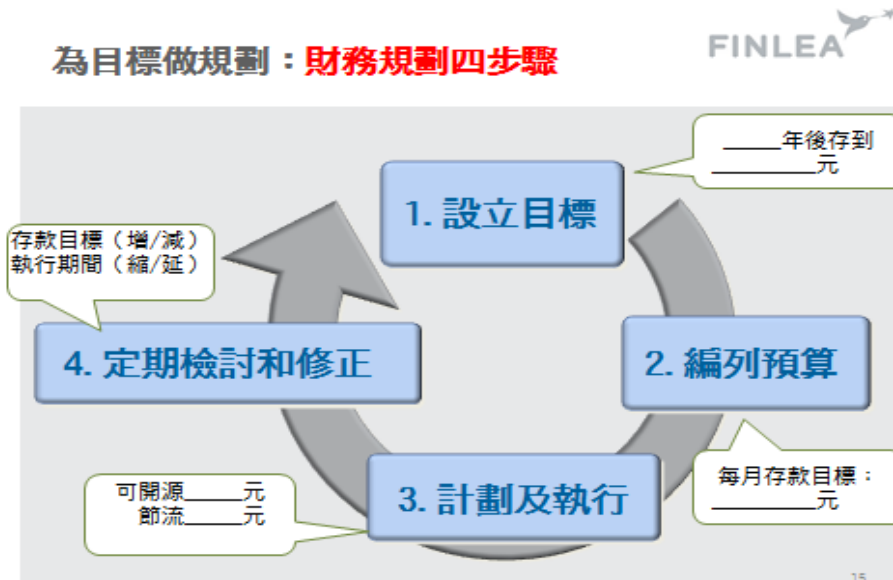 為目標做規劃：財務規劃四步驟
FINLEA
_____年後存到
_________元
1. 設立目標
存款目標（增/減）
執行期間（縮/延）
4. 定期檢討和修正
2. 編列預算
每月存款目標：
_________元
可開源____元
節流____元
3. 計劃及執行
15